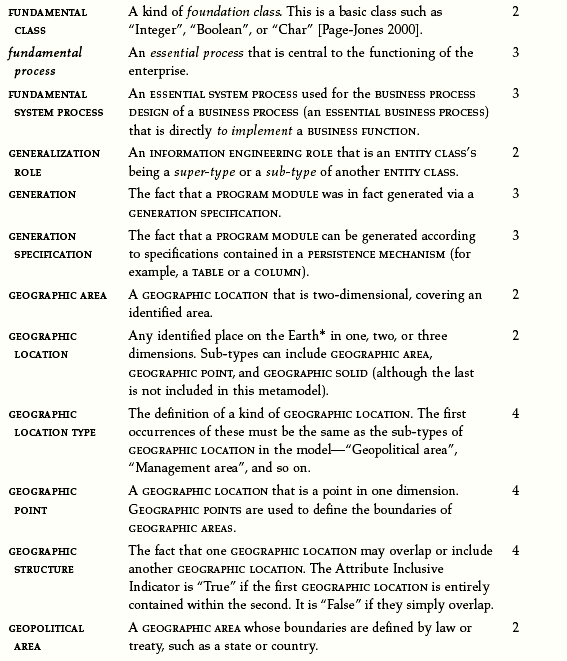 FUNDAMENTAL A kind of foundation class. This is a basic class such as 2
CLASS “Integer”, “Boolean”, or “Char” [Page-Jones 2000].
fundamental An essential process that is central to the functioning of the 3
process enterprise.
FUNDAMENTAL An ESSENTIAL SYSTEM PROCESS used for the BUSINESS PROCESS 3
SYSTEM PROCESS DESIGN of a BUSINESS PROCESS (an ESSENTIAL BUSINESS PROCESS)
that is directly to implement a BUSINESS FUNCTION.
GENERALIZATION An INFORMATION ENGINEERING ROLE that is an ENTITY CLASS’S 2
ROLE being a super-type or a sub-type of another ENTITY CLASS.
GENERATION The fact that a PROGRAM MODULE was in fact generated via a 3
GENERATION SPECIFICATION.
GENERATION The fact that a PROGRAM MODULE can be generated according 3
SPECIFICATION to specifications contained in a PERSISTENCE MECHANISM (for
example, a TABLE or a COLUMN).
GEOGRAPHIC AREA A GEOGRAPHIC LOCATION that is two-dimensional, covering an 2
identified area.
GEOGRAPHIC Any identified place on the Earth* in one, two, or three 2
LOCATION dimensions. Sub-types can include GEOGRAPHIC AREA,
GEOGRAPHIC POINT, and GEOGRAPHIC SOLID (although the last
is not included in this metamodel).
GEOGRAPHIC The definition of a kind of GEOGRAPHIC LOCATION. The first 4
LOCATION TYPE occurrences of these must be the same as the sub-types of
GEOGRAPHIC LOCATION in the model—“Geopolitical area”,
“Management area”, and so on.
GEOGRAPHIC A GEOGRAPHIC LOCATION that is a point in one dimension. 4
POINT GEOGRAPHIC POINTS are used to define the boundaries of
GEOGRAPHIC AREAS.
GEOGRAPHIC The fact that one GEOGRAPHIC LOCATION may overlap or include 4
STRUCTURE another GEOGRAPHIC LOCATION. The Attribute Inclusive
Indicator is “True” if the first GEOGRAPHIC LOCATION is entirely
contained within the second. It is “False” if they simply overlap.
GEOPOLITICAL A GEOGRAPHIC AREA whose boundaries are defined by law or 2
AREA treaty, such as a state or country.